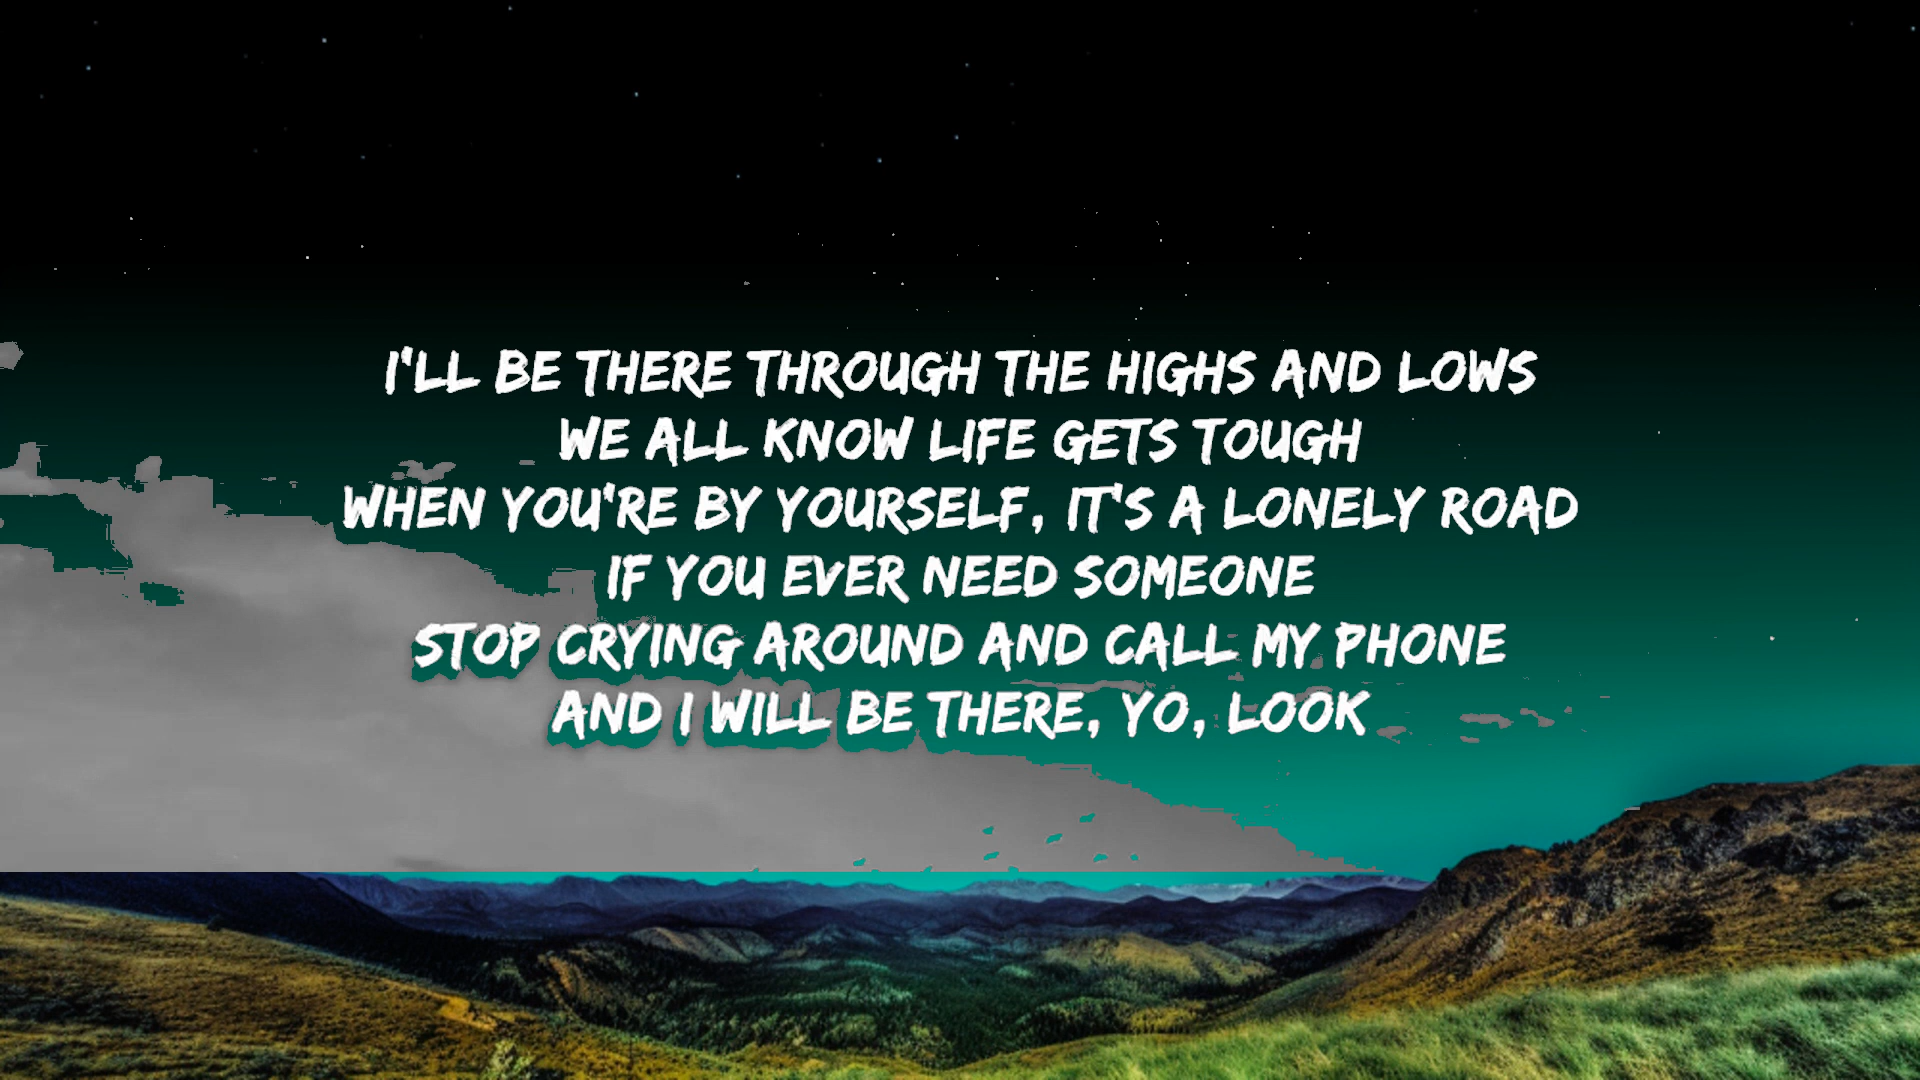 I'LL BE THERE THROUGH THE HIGHS AND LOWS
WE ALL KNOW LIFE GETS TOUGH
WHEN YOU'RE BY YOURSELF, IT'S A LONELY ROAD
IF YOU EVER NEED SOMEONE
STOP CRYING AROUND AND CALL MY PHONE
AND I WILL BE THERE, YO, LOOK